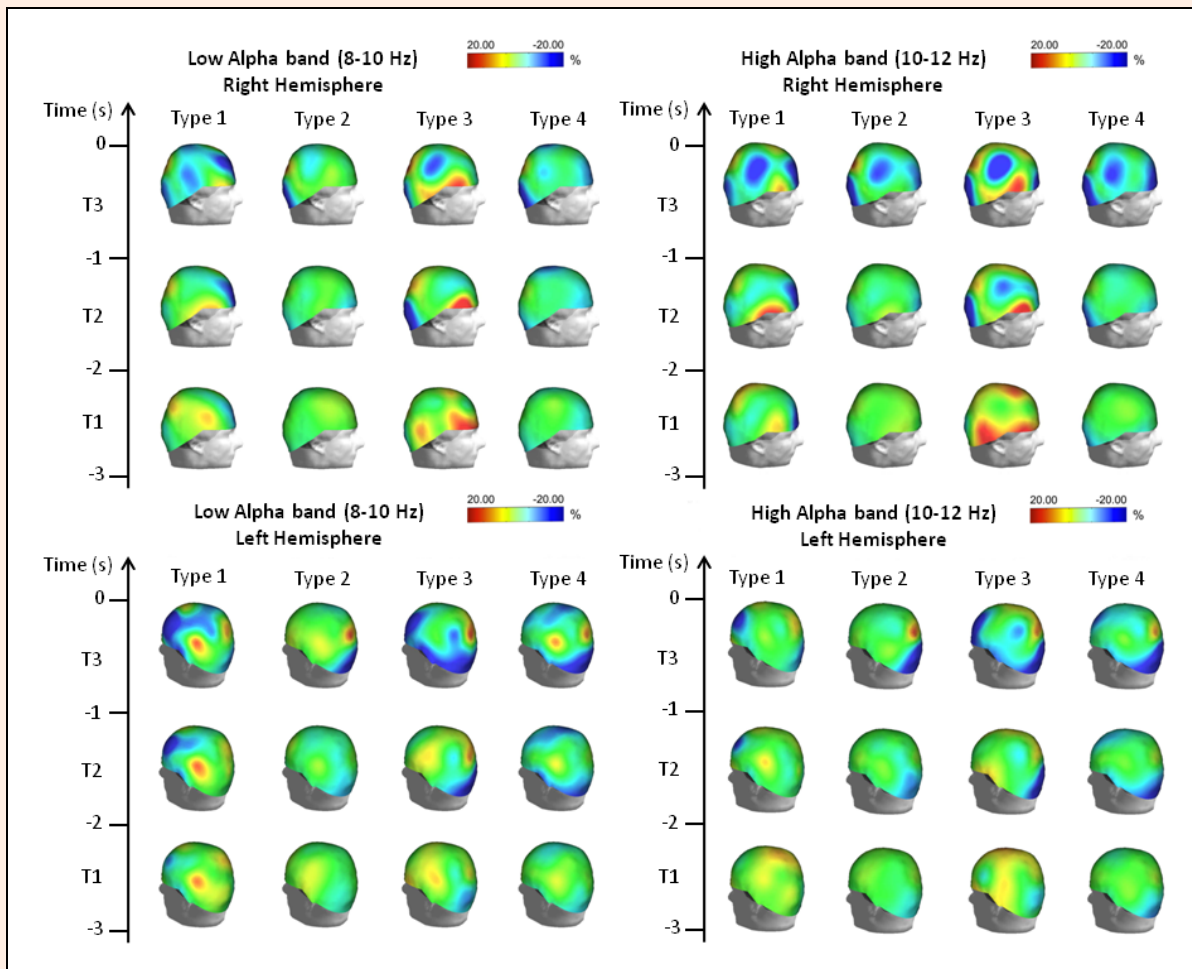 Low Alpha band (8-10 Hz)
Right Hemisphere
20.00 -20.00 %
Time (s)
Type 1 Type 2 Type 3 Type 4
0
T3
-1
T2
-2
T1
-3
High Alpha band (10-12 Hz)
Right Hemisphere
20.00 -20.00 %
Time (s)
Type 1 Type 2 Type 3 Type 4
0
T3
-1
T2
-2
T1
-3
Low Alpha band (8-10 Hz)
Left Hemisphere
20.00 -20.00 %
Time (s)
Type 1 Type 2 Type 3 Type 4
0
T3
-1
T2
-2
T1
-3
High Alpha band (10-12 Hz)
Left Hemisphere
20.00 -20.00 %
Time (s)
Type 1 Type 2 Type 3 Type 4
0
T3
-1
T2
-2
T1
-3